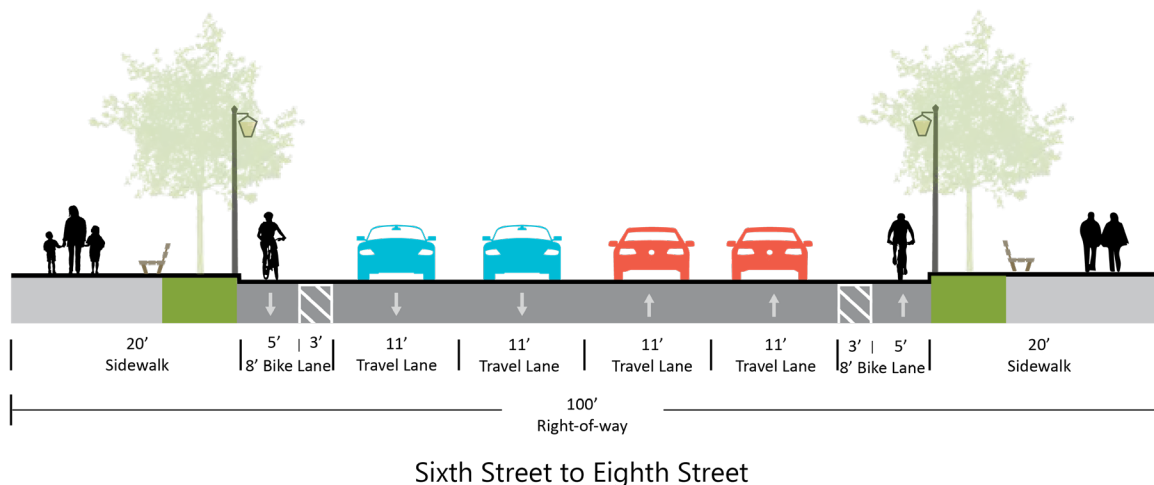 5’ | 3’
20’
Sidewalk
8’ Bike Lane
11’
Travel Lane
11’
Travel Lane
11’
Travel Lane
11’
Travel Lane
3’ | 5’
8’ Bike Lane
20’
Sidewalk
100’
Right-of-way
Sixth Street to Eighth Street